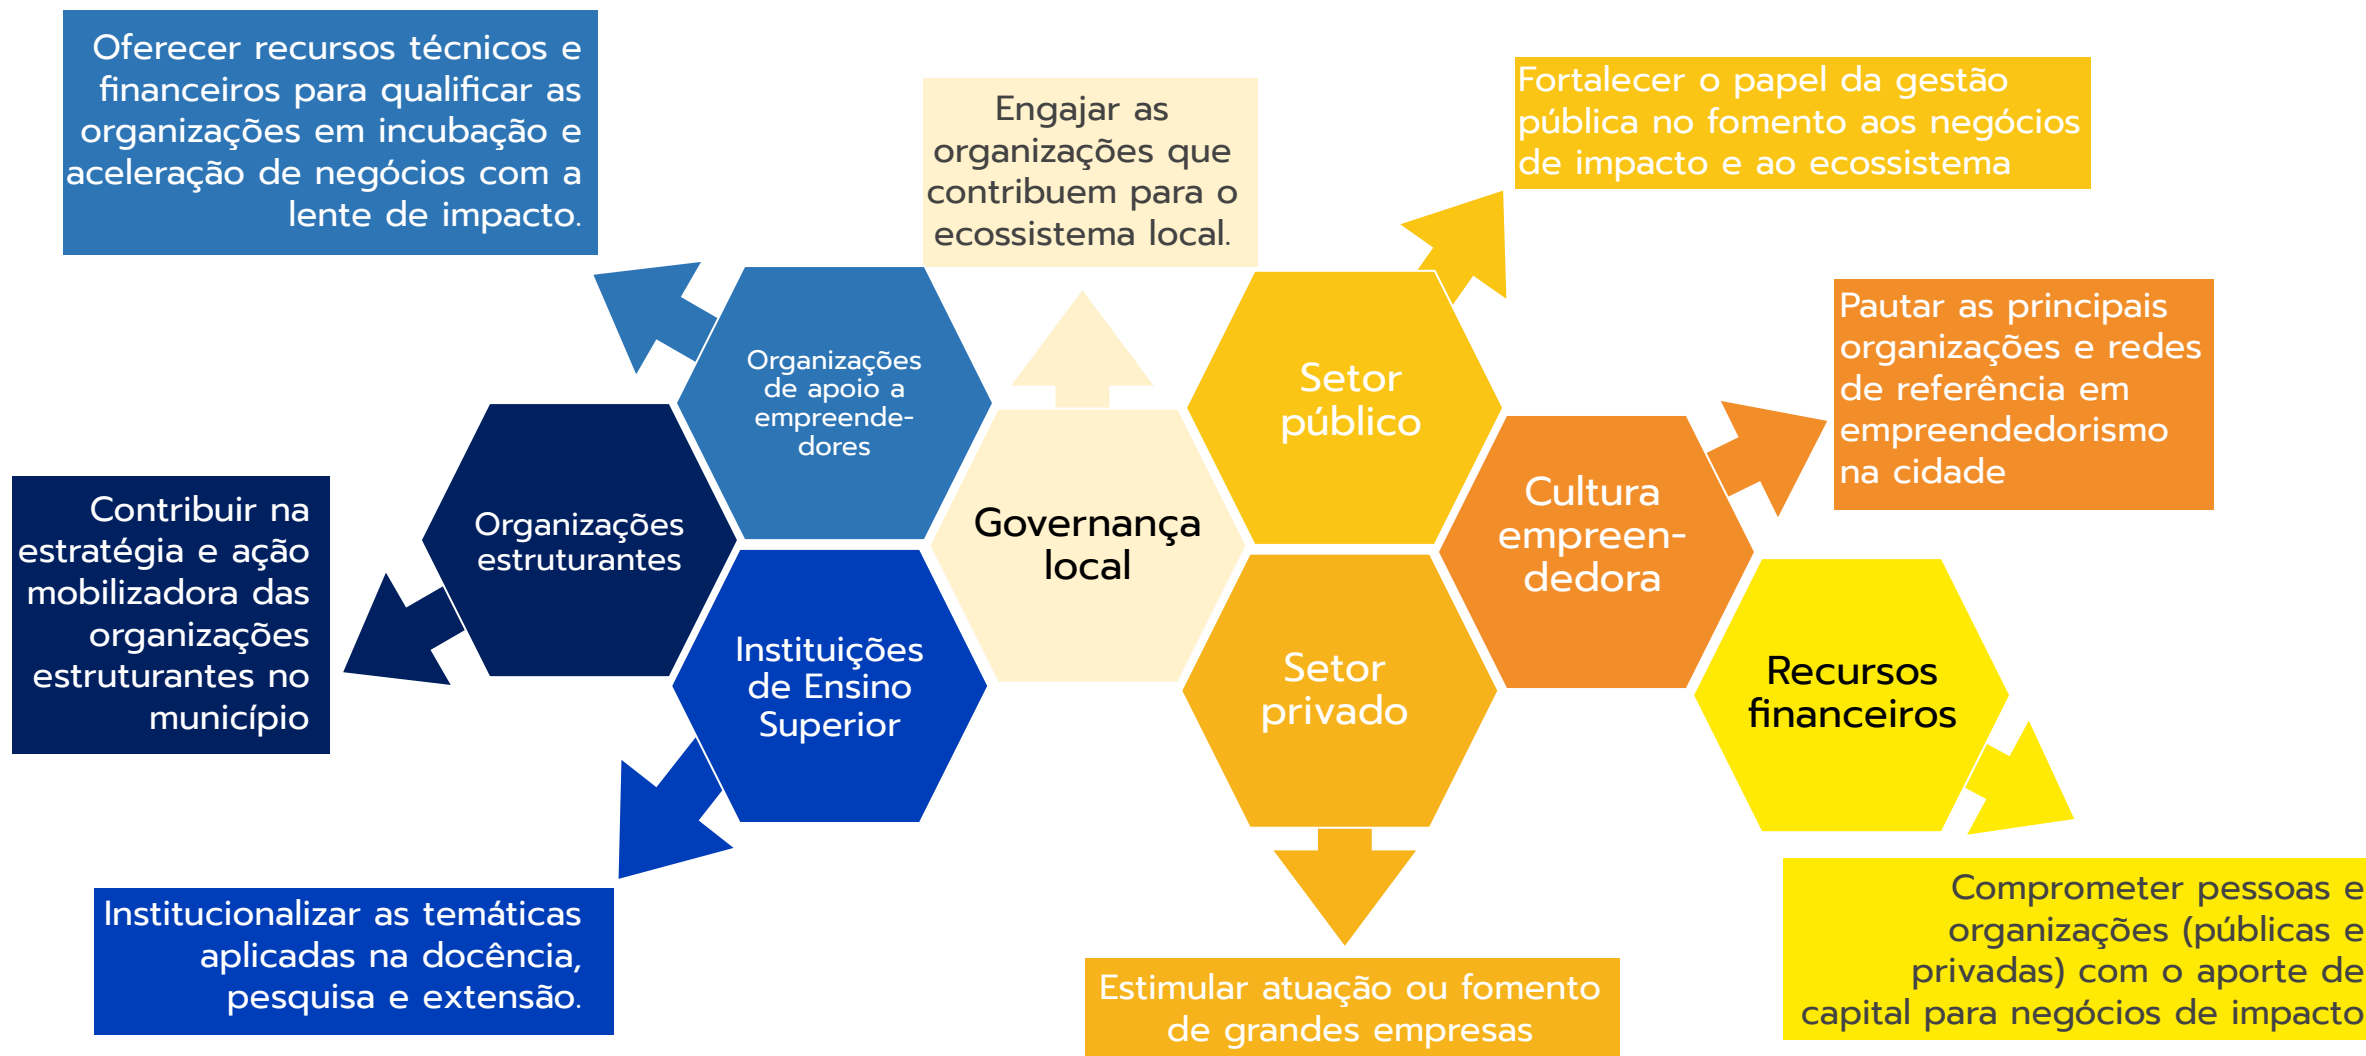 Oferecer recursos técnicos e
financeiros para qualificar as
organizações em incubação e
aceleração de negócios com a
lente de impacto.
Engajar as
organizações que
contribuem para o
ecossistema local.
Fortalecer o papel da gestão
pública no fomento aos negócios
de impacto e ao ecossistema
Pautar as principais
organizações e redes
de referência em
empreendedorismo
na cidade
Organizações
de apoio a
empreende-
dores
Setor
público
Contribuir na
estratégia e ação
mobilizadora das
organizações
estruturantes no
município
Organizações
estruturantes
Governança
local
Cultura
empreen-
dedora
Instituições
de Ensino
Superior
Setor
privado
Recursos
financeiros
Institucionalizar as temáticas
aplicadas na docência,
pesquisa e extensão.
Estimular atuação ou fomento
de grandes empresas
Comprometer pessoas e
organizações (públicas e
privadas) com o aporte de
capital para negócios de impacto